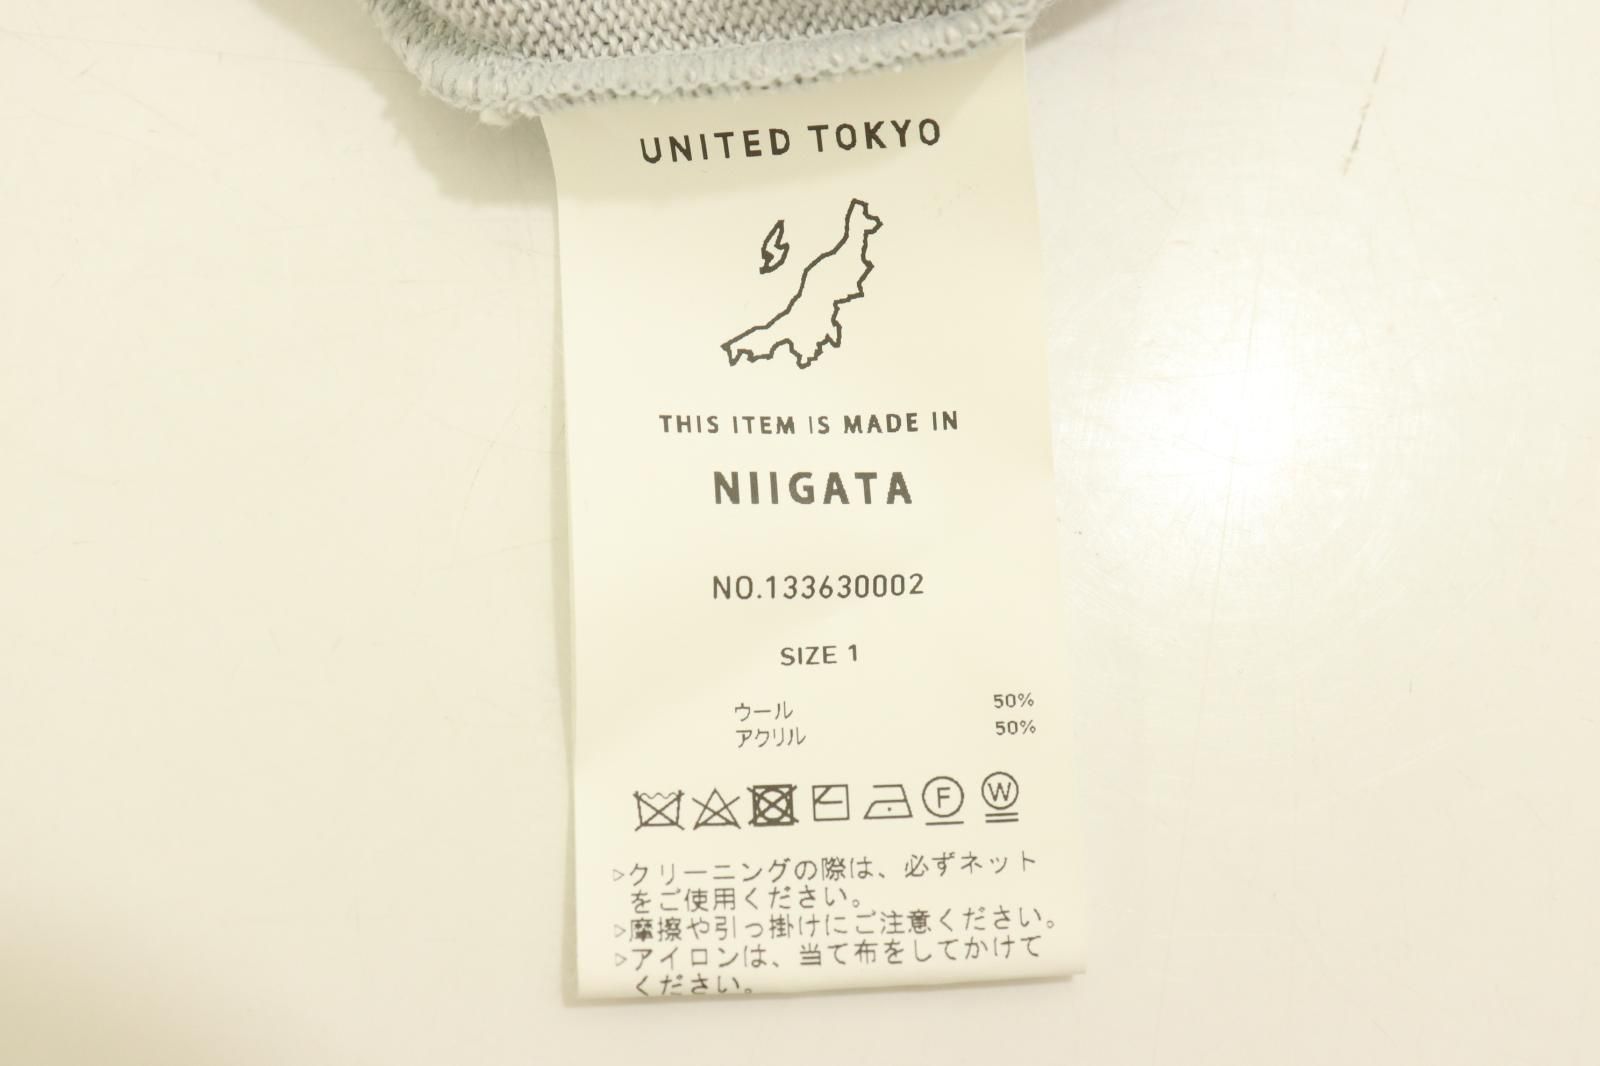 UNITED TOKYO
THIS ITEM IS MADE IN
NIIGATA
NO.133630002
SIZE 1
ウール 50%
アクリル 50%
F W
▷クリーニングの際は、必ずネット
をご使用ください。
▷摩擦や引っ掛けにご注意ください。
▷アイロンは、当て布をしてかけて
ください。